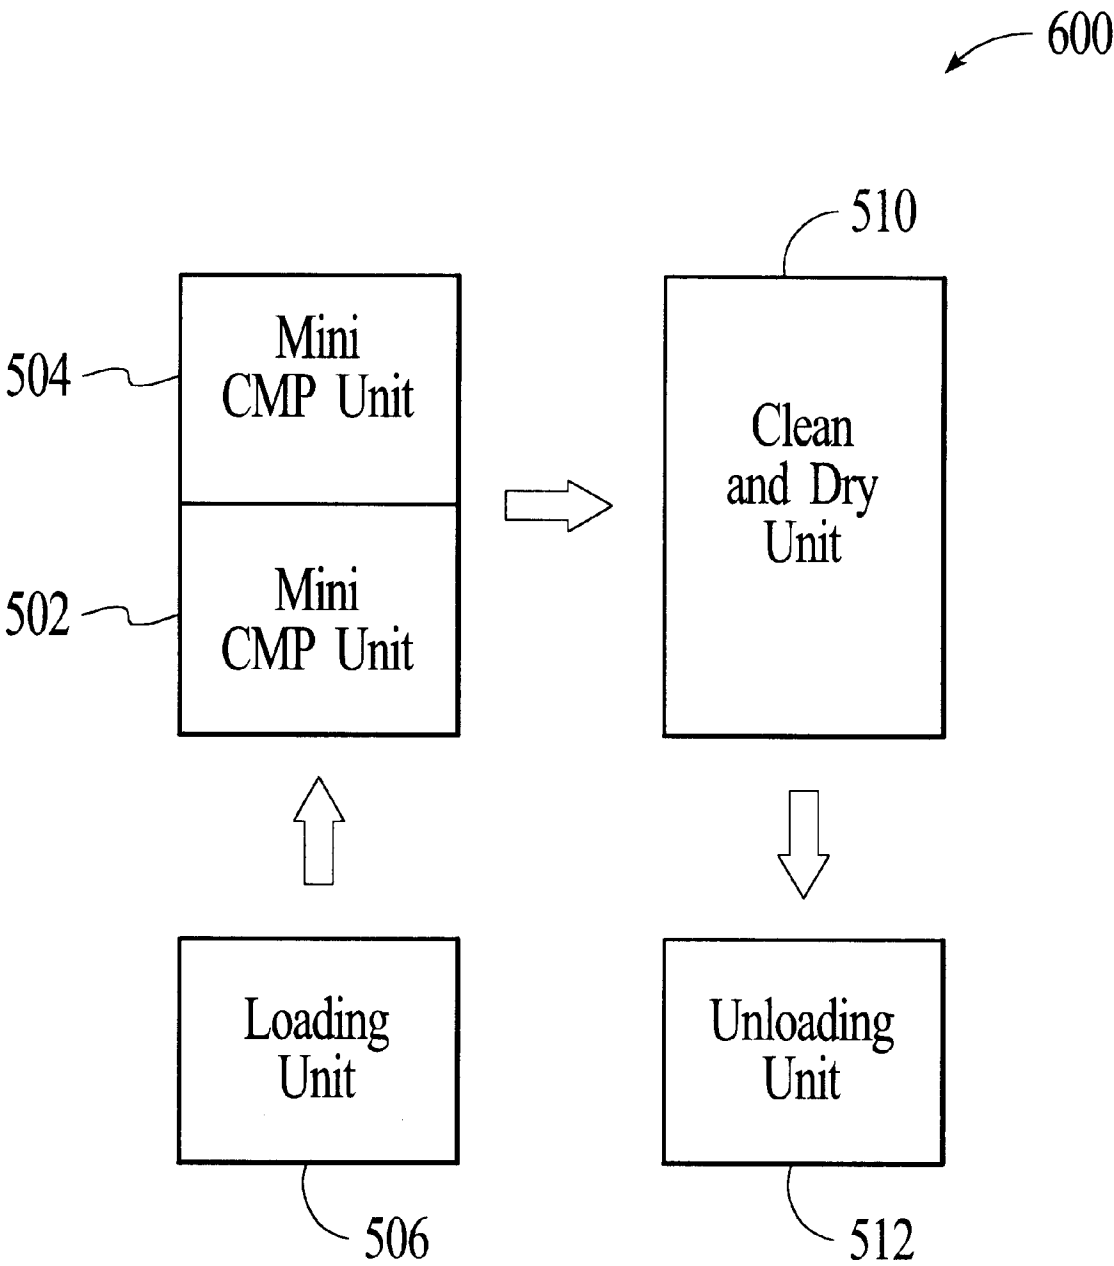 600
510
Mini
CMP Unit
504
Clean
and Dry
Unit
Mini
CMP Unit
502
Loading
Unit
Unloading
Unit
506
512